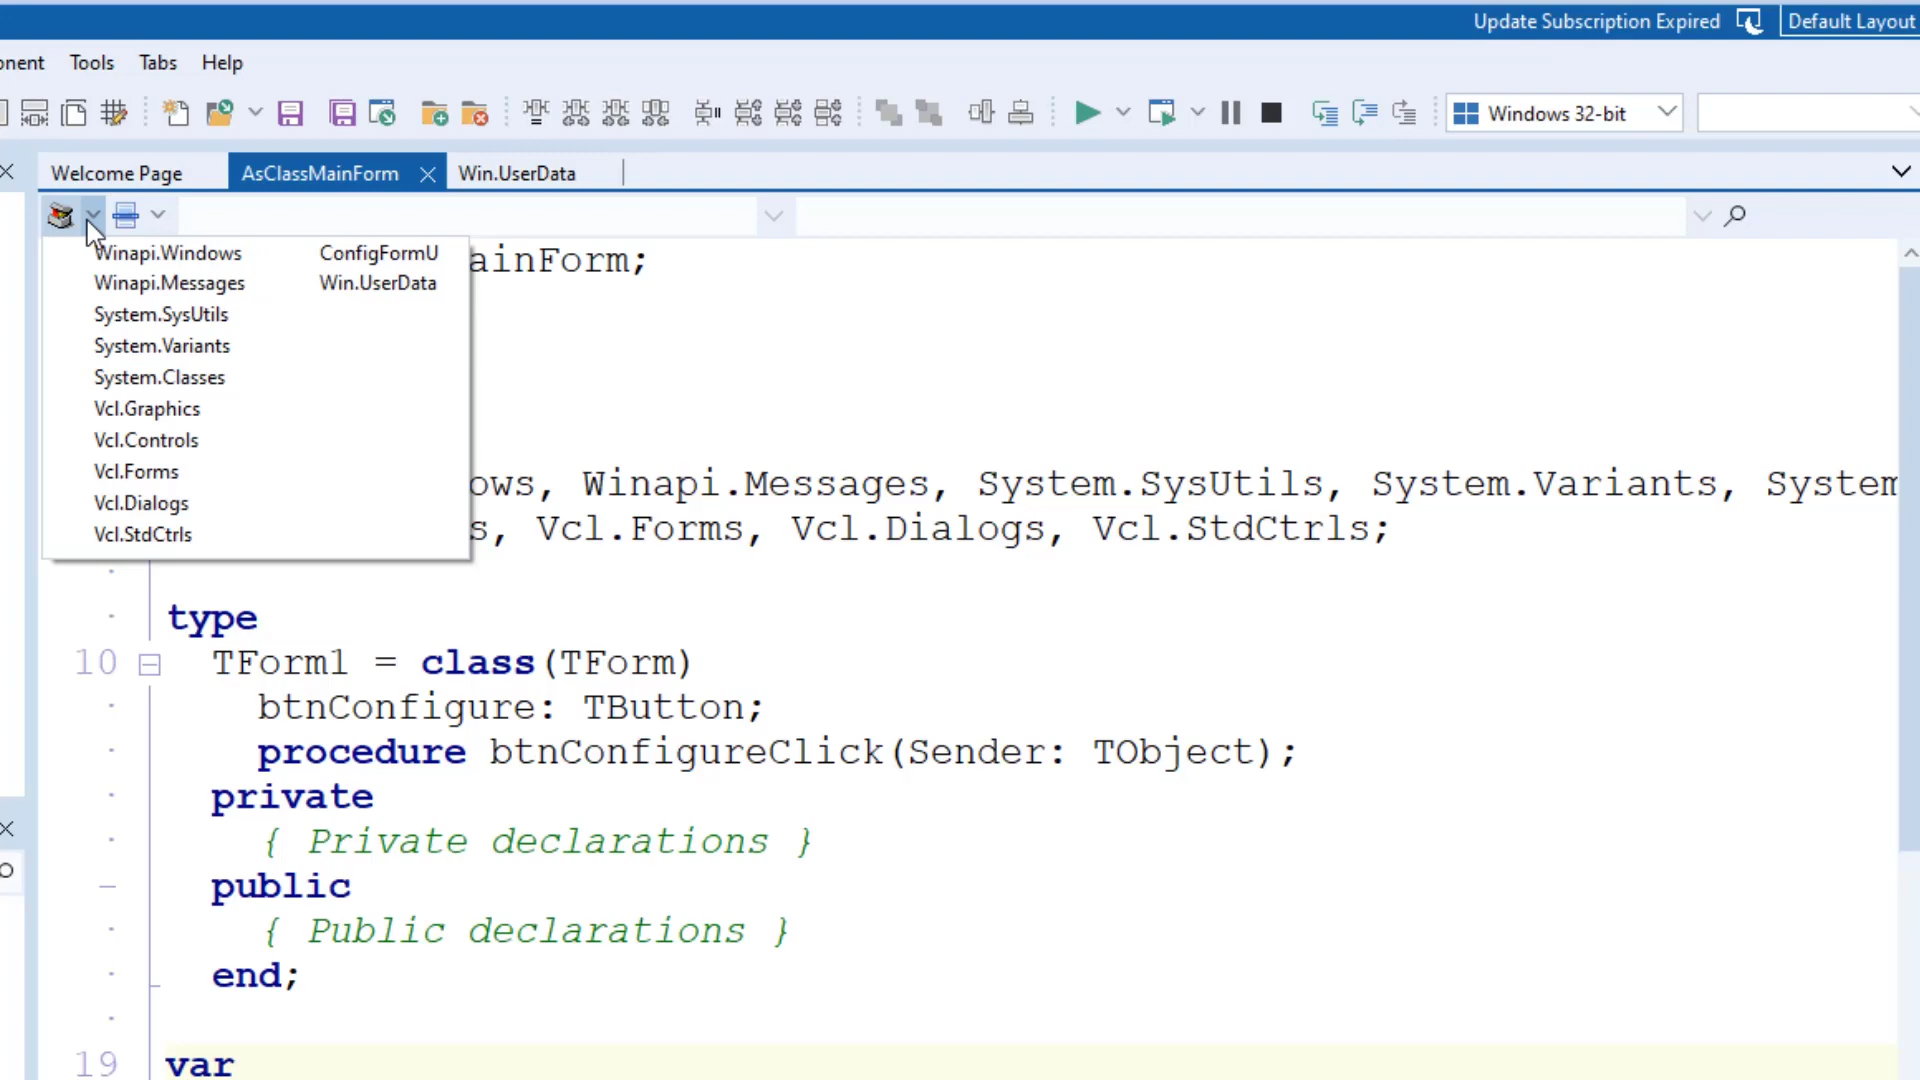 Update Subscription Expired Default Layout
onent Tools Tabs Help
Windows 32-bit
Welcome Page AsClassMainForm Win.UserData
Winapi.Windows ConfigFormU
Winapi.Messages Win.UserData
System.SysUtils
System.Variants
System.Classes
Vcl.Graphics
Vcl.Controls
Vcl.Forms
Vcl.Dialogs
Vcl.StdCtrls
ainForm;
ows, Winapi.Messages, System.SysUtils, System.Variants, System
s, Vcl.Forms, Vcl.Dialogs, Vcl.StdCtrls;
type
10 TForm1 = class(TForm)
btnConfigure: TButton;
procedure btnConfigureClick(Sender: TObject);
private
{ Private declarations }
public
{ Public declarations }
end;
19 var